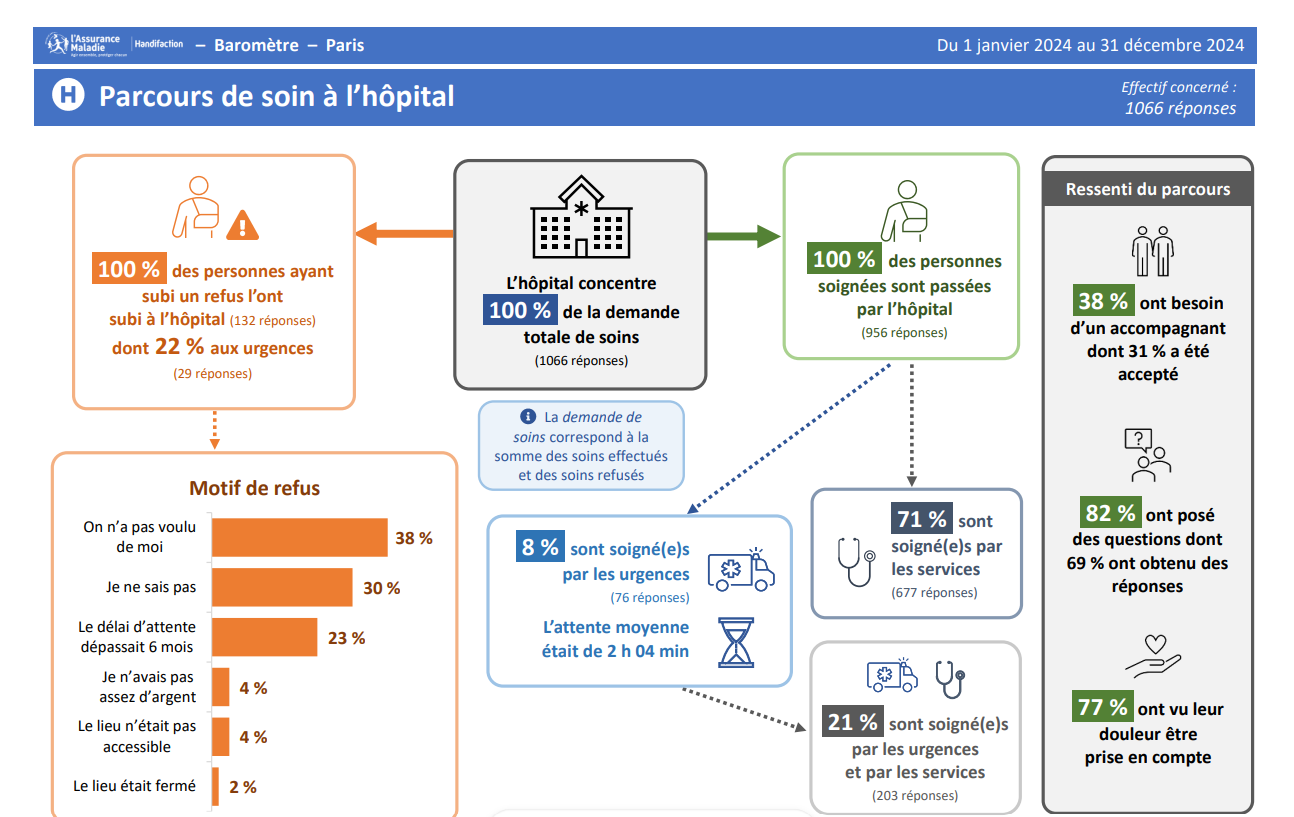 l'Assurance
Maladie
Handifaction
– Baromètre – Paris
Du 1 janvier 2024 au 31 décembre 2024
H Parcours de soin à l'hôpital
Effectif concerné :
1066 réponses
100 % des personnes ayant
subi un refus l'ont
subi à l'hôpital (132 réponses)
dont 22 % aux urgences
(29 réponses)
L'hôpital concentre
100 % de la demande
totale de soins
(1066 réponses)
100 % des personnes
soignées sont passées
par l'hôpital
(956 réponses)
i La demande de
soins correspond à la
somme des soins effectués
et des soins refusés
Motif de refus
On n'a pas voulu
de moi
38 %
Je ne sais pas
30 %
Le délai d'attente
dépassait 6 mois
23 %
Je n'avais pas
assez d'argent
4 %
Le lieu n'était pas
accessible
4 %
Le lieu était fermé
2 %
8 % sont soigné(e)s
par les urgences
(76 réponses)
L'attente moyenne
était de 2 h 04 min
71 % sont
soigné(e)s par
les services
(677 réponses)
21 % sont soigné(e)s
par les urgences
et par les services
(203 réponses)
Ressenti du parcours
38 % ont besoin
d'un accompagnant
dont 31 % a été
accepté
?
82 % ont posé
des questions dont
69 % ont obtenu des
réponses
77 % ont vu leur
douleur être
prise en compte